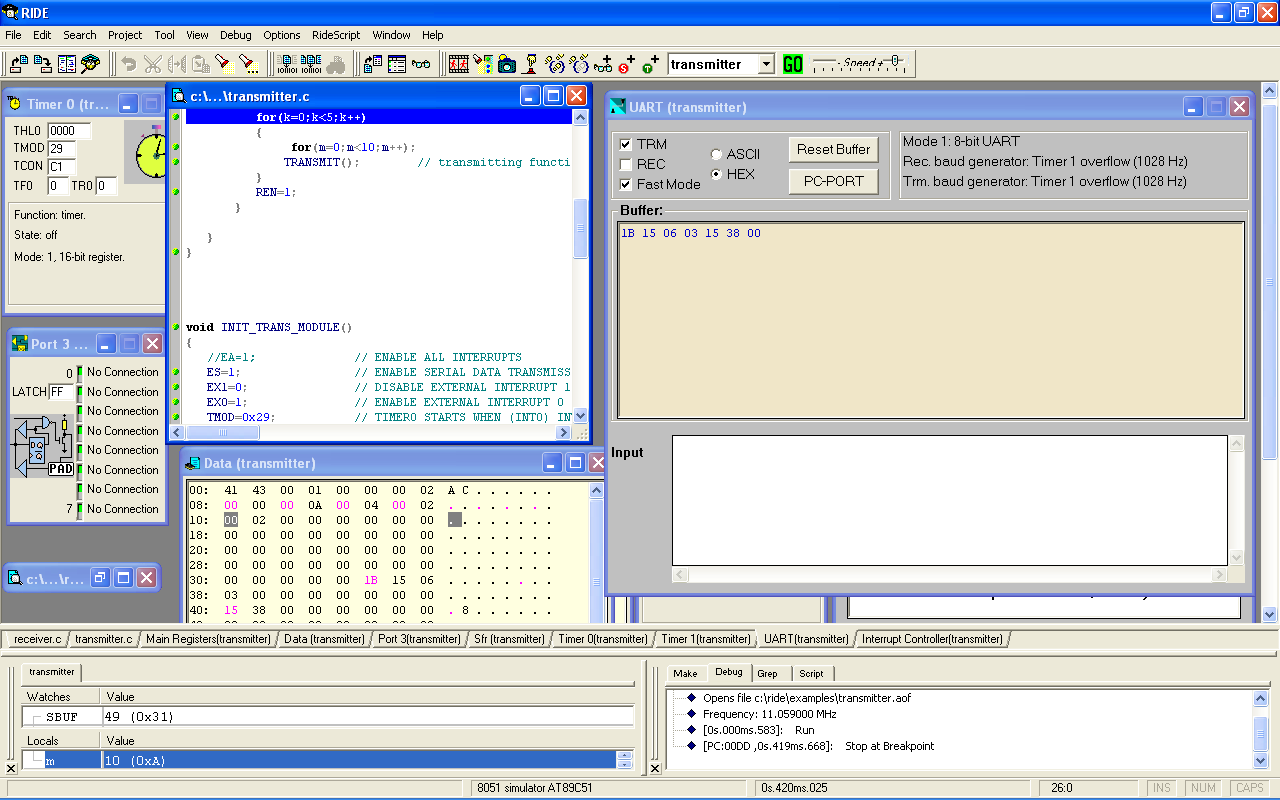 RIDE
File Edit Search Project Tool View Debug Options RideScript Window Help
transmitter GO Speed
Timer 0 (tr...
THL0 0000
TMOD 29
TCON C1
TF0 0 TR0 0
Function: timer.
State: off
Mode: 1, 16-bit register.
c:\...\transmitter.c
for(k=0;k<5;k++)
{
for(m=0;m<10;m++);
TRANSMIT(); // transmitting functi
}
REN=1;
}
}
}
void INIT_TRANS_MODULE()
{
//EA=1; // ENABLE ALL INTERRUPTS
ES=1; // ENABLE SERIAL DATA TRANSMISS
EX1=0; // DISABLE EXTERNAL INTERRUPT 1
EX0=1; // ENABLE EXTERNAL INTERRUPT 0
TMOD=0x29; // TIMER0 STARTS WHEN (INT0) IN
UART (transmitter)
TRM
REC
Fast Mode
ASCII
HEX
Reset Buffer
PC-PORT
Mode 1: 8-bit UART
Rec. baud generator: Timer 1 overflow (1028 Hz)
Trm. baud generator: Timer 1 overflow (1028 Hz)
Buffer:
1B 15 06 03 15 38 00
Input
Port 3 ...
0 No Connection
LATCH FF No Connection
No Connection
No Connection
No Connection
PAD No Connection
No Connection
7 No Connection
c:\...\r...
Data (transmitter)
00: 41 43 00 01 00 00 00 02 A C . . . . . .
08: 00 00 00 0A 00 04 00 02 . . . . . . . .
10: 00 02 00 00 00 00 00 00 . . . . . . . .
18: 00 00 00 00 00 00 00 00 . . . . . . . .
20: 00 00 00 00 00 00 00 00 . . . . . . . .
28: 00 00 00 00 00 00 00 00 . . . . . . . .
30: 00 00 00 00 00 1B 15 06 . . . . . . . .
38: 03 00 00 00 00 00 00 00 . . . . . . . .
40: 15 38 00 00 00 00 00 00 . 8 . . . . . .
receiver.c transmitter.c Main Registers(transmitter) Data (transmitter) Port 3(transmitter) Sfr (transmitter) Timer 0(transmitter) Timer 1(transmitter) UART(transmitter) Interrupt Controller(transmitter)
transmitter
Watches Value
SBUF 49 (0x31)
Locals Value
m 10 (0xA)
Make Debug Grep Script
Opens file c:\ride\examples\transmitter.aof
Frequency: 11.059000 MHz
[0s.000ms.583]: Run
[PC:00DD ,0s.419ms.668]: Stop at Breakpoint
8051 simulator AT89C51 0s.420ms.025 26:0 INS NUM CAPS